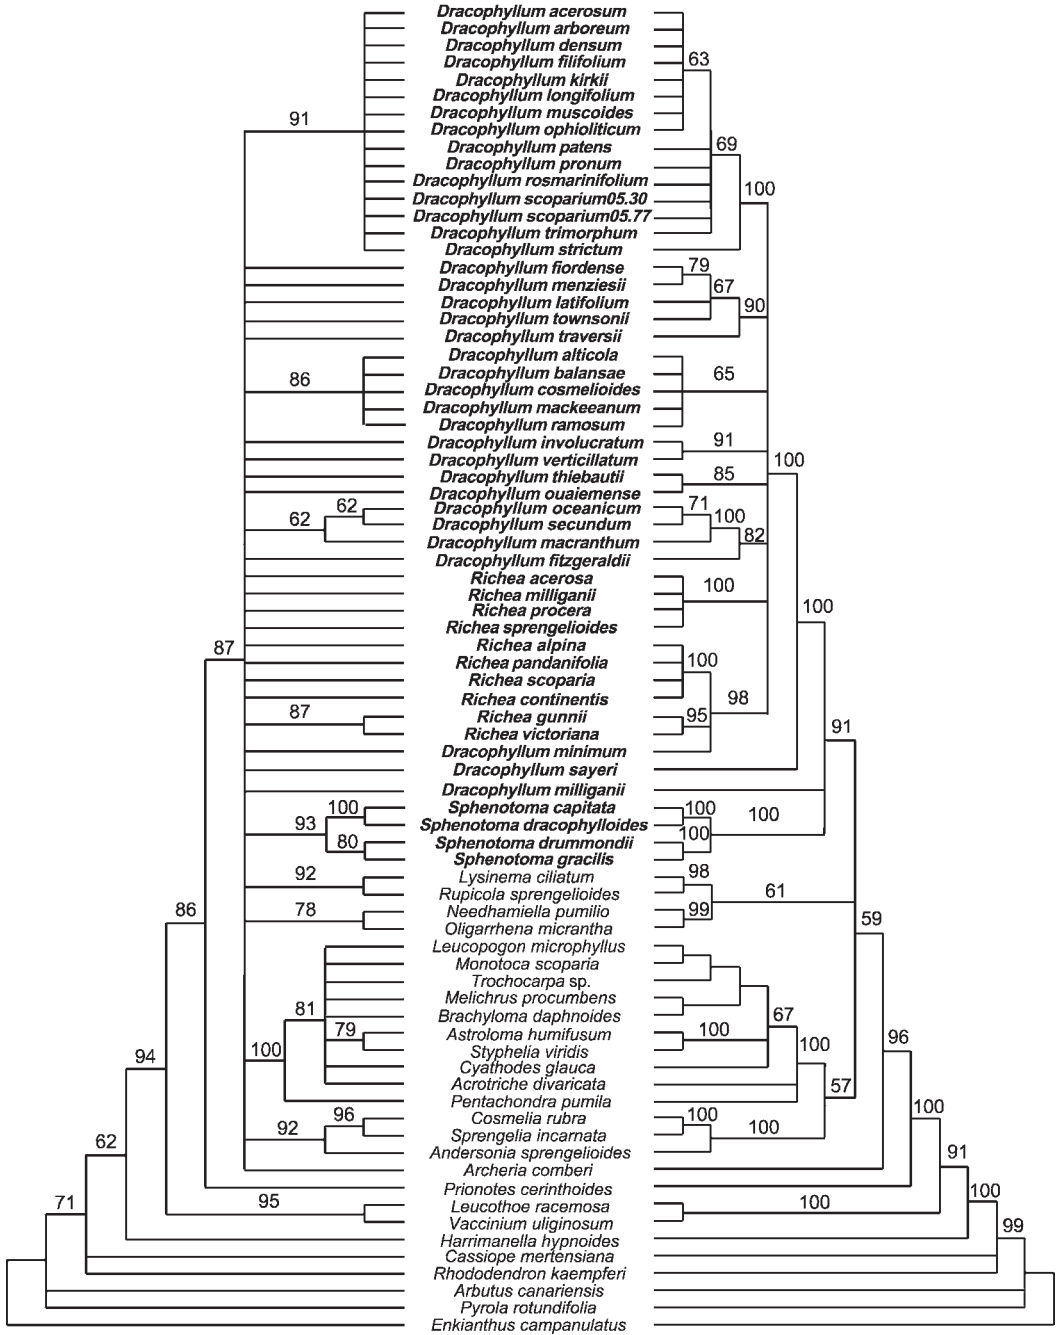 Dracophyllum acerosum
Dracophyllum arboreum
Dracophyllum densum
Dracophyllum filifolium 63
Dracophyllum kirkii
Dracophyllum longifolium
Dracophyllum muscoides
91 Dracophyllum ophioliticum
Dracophyllum patens 69
Dracophyllum pronum
Dracophyllum rosmarinifolium 100
Dracophyllum scoparium05.30
Dracophyllum scoparium05.77
Dracophyllum trimorphum
Dracophyllum strictum
Dracophyllum fiordense 79
Dracophyllum menziesii 67
Dracophyllum latifolium 90
Dracophyllum townsonii
Dracophyllum traversii
Dracophyllum alticola
86 Dracophyllum balansae 65
Dracophyllum cosmelioides
Dracophyllum mackeeanum
Dracophyllum ramosum
Dracophyllum involucratum 91
Dracophyllum verticillatum 100
Dracophyllum thiebautii 85
Dracophyllum ouaiemense
62 Dracophyllum oceanicum 71
62 Dracophyllum secundum 100
Dracophyllum macranthum 82
Dracophyllum fitzgeraldii
Richea acerosa
Richea milliganii 100
Richea procera 100
Richea sprengelioides
87 Richea alpina
Richea pandanifolia 100
Richea scoparia
Richea continentis 98
87 Richea gunnii 95
Richea victoriana 91
Dracophyllum minimum
Dracophyllum sayeri
Dracophyllum milliganii
100 Sphenotoma capitata 100
93 Sphenotoma dracophylloides 100 100
80 Sphenotoma drummondii
Sphenotoma gracilis
92 Lysinema ciliatum 98
Rupicola sprengelioides 61
86 78 Needhamiella pumilio 99
Oligarrhena micrantha 59
Leucopogon microphyllus
Monotoca scoparia
Trochocarpa sp.
Melichrus procumbens
81 Brachyloma daphnoides 67
79 Astroloma humifusum 100 96
94 100 Styphelia viridis 100
Cyathodes glauca
Acrotriche divaricata 57
Pentachondra pumila
96 Cosmelia rubra 100 100
92 Sprengelia incarnata 100
62 Andersonia sprengelioides 91
Archeria comberi
Prionotes cerinthoides 100
71 95 Leucothoe racemosa 100
Vaccinium uliginosum 99
Harrimanella hypnoides
Cassiope mertensiana
Rhododendron kaempferi
Arbutus canariensis
Pyrola rotundifolia
Enkianthus campanulatus